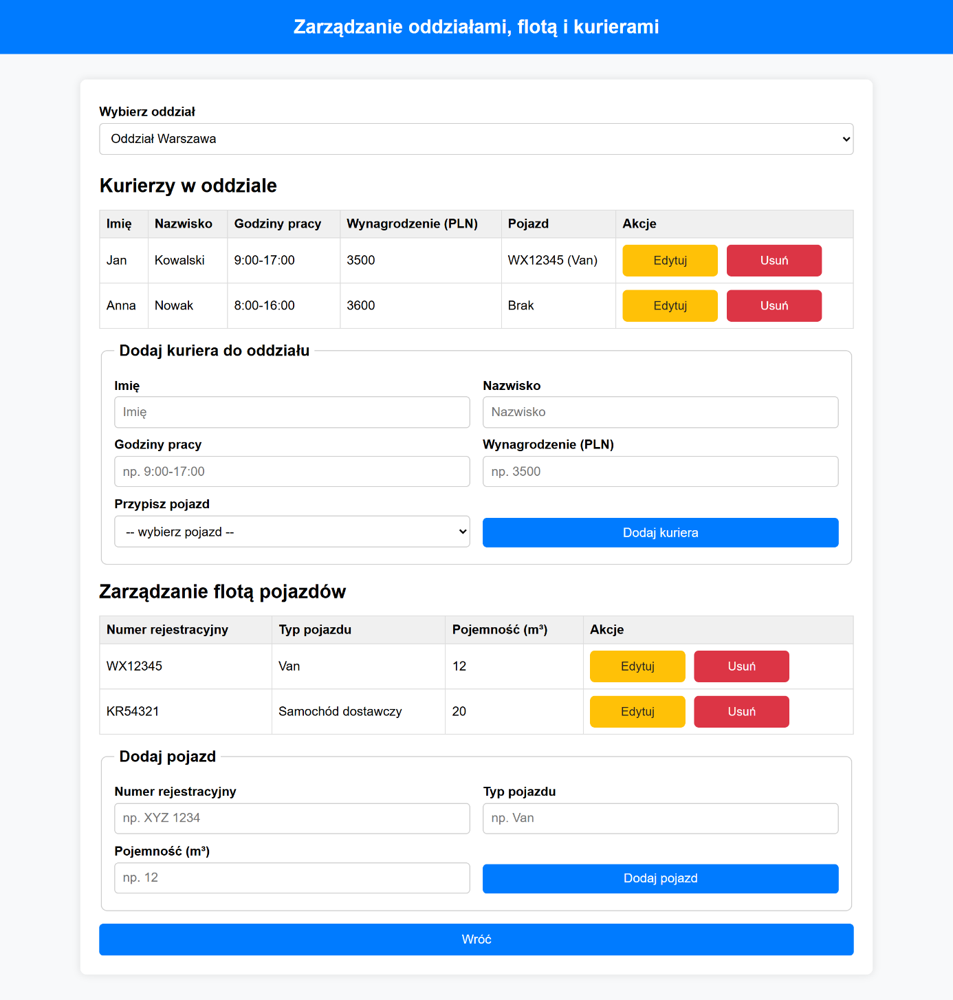 Zarządzanie oddziałami, flotą i kurierami
Wybierz oddział
Oddział Warszawa
Kurierzy w oddziale
Imię Nazwisko Godziny pracy Wynagrodzenie (PLN) Pojazd Akcje
Jan Kowalski 9:00-17:00 3500 WX12345 (Van) Edytuj Usuń
Anna Nowak 8:00-16:00 3600 Brak Edytuj Usuń
Dodaj kuriera do oddziału
Imię Nazwisko
Imię Nazwisko
Godziny pracy Wynagrodzenie (PLN)
np. 9:00-17:00 np. 3500
Przypisz pojazd
-- wybierz pojazd -- Dodaj kuriera
Zarządzanie flotą pojazdów
Numer rejestracyjny Typ pojazdu Pojemność (m³) Akcje
WX12345 Van 12 Edytuj Usuń
KR54321 Samochód dostawczy 20 Edytuj Usuń
Dodaj pojazd
Numer rejestracyjny Typ pojazdu
np. XYZ 1234 np. Van
Pojemność (m³)
np. 12 Dodaj pojazd
Wróć